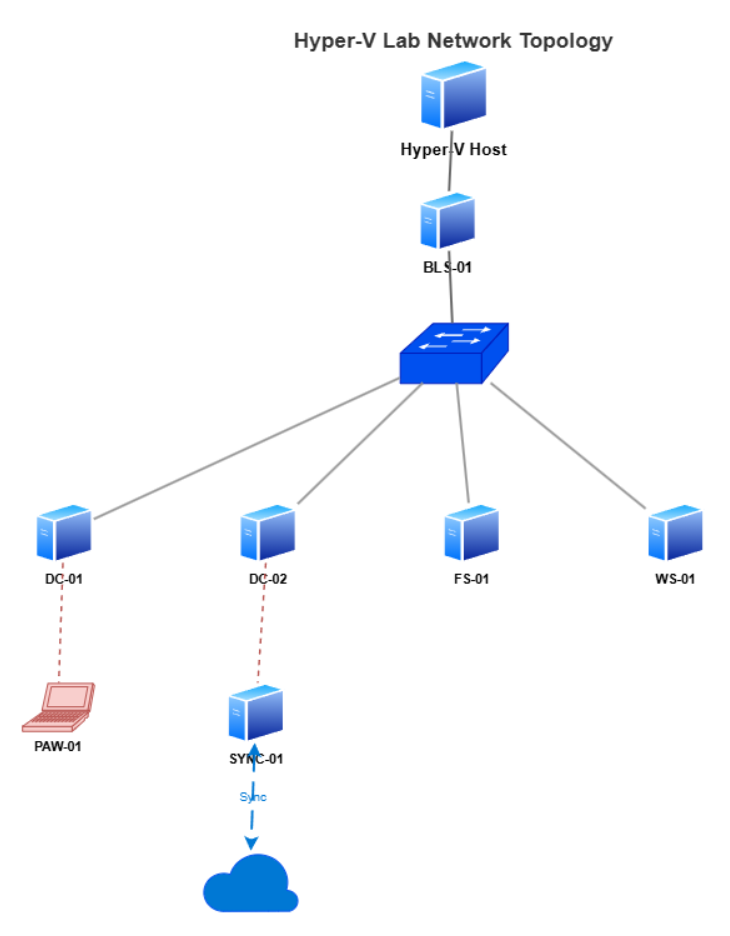 Hyper-V Lab Network Topology
Hyper-V Host
BLS-01
DC-01
DC-02
FS-01
WS-01
PAW-01
SYNC-01
Sync